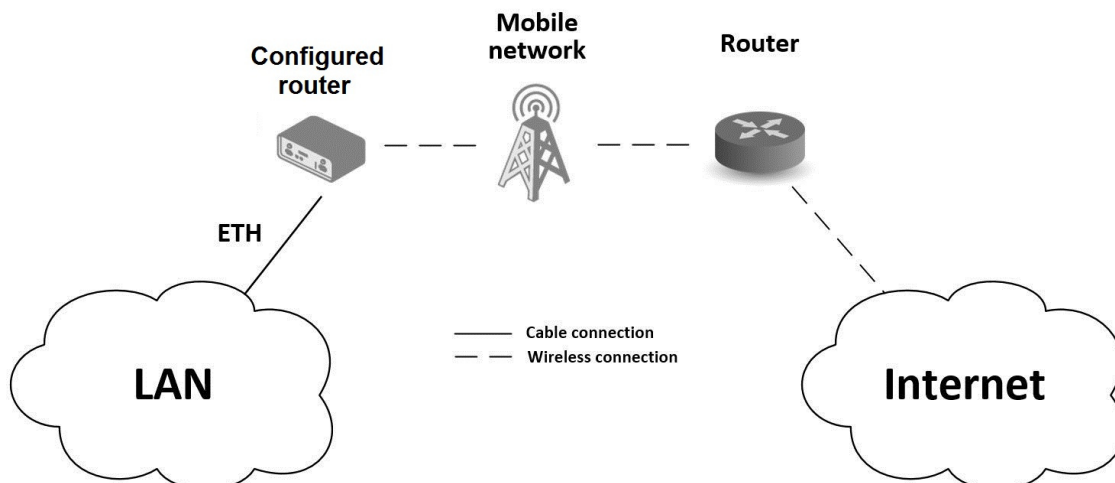 Mobile
network
Router
Configured
router
ETH
Cable connection
Wireless connection
LAN
Internet